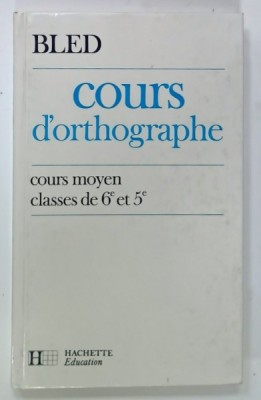 BLED
cours
d'orthographe
cours moyen
classes de 6e et 5e
H HACHETTE
Education